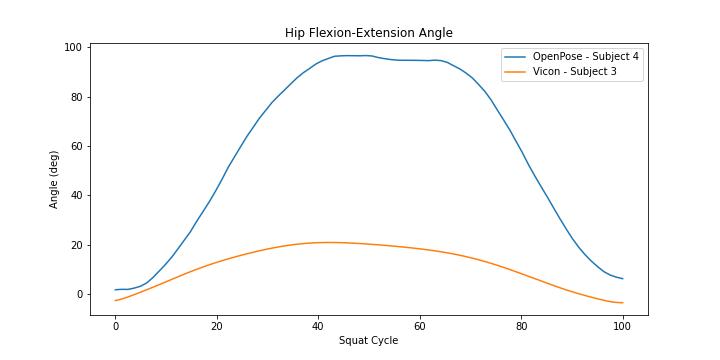 Hip Flexion-Extension Angle
OpenPose - Subject 4
Vicon - Subject 3
Angle (deg)
100
80
60
40
20
0
0 20 40 60 80 100
Squat Cycle